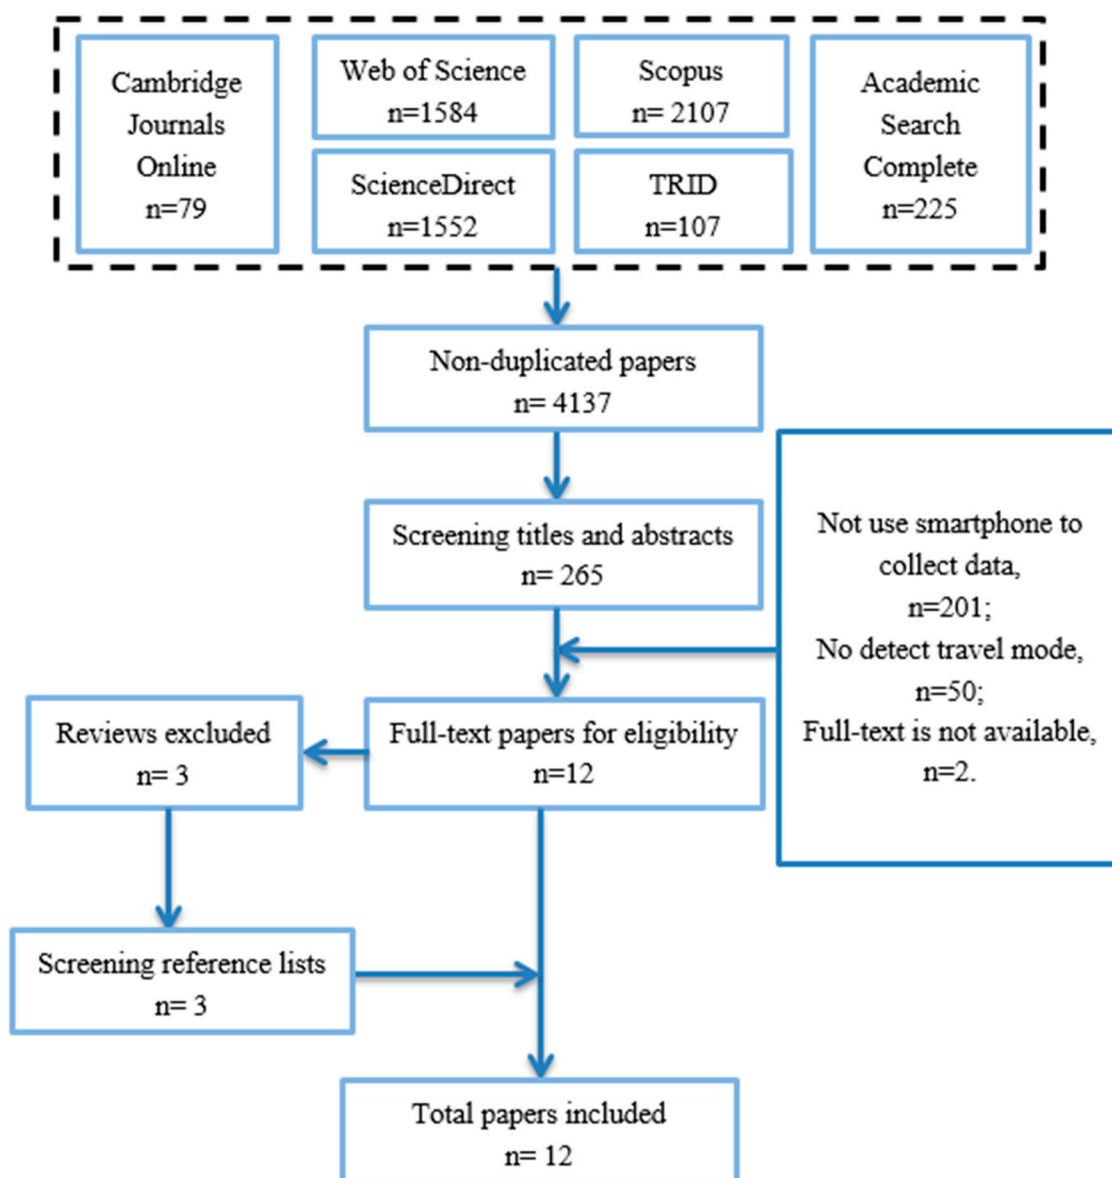 Cambridge
Journals
Online
n=79
Web of Science
n=1584
Scopus
n= 2107
Academic
Search
Complete
n=225
ScienceDirect
n=1552
TRID
n=107
Non-duplicated papers
n= 4137
Screening titles and abstracts
n= 265
Not use smartphone to
collect data,
n=201;
No detect travel mode,
n=50;
Full-text is not available,
n=2.
Reviews excluded
n= 3
Full-text papers for eligibility
n=12
Screening reference lists
n= 3
Total papers included
n= 12